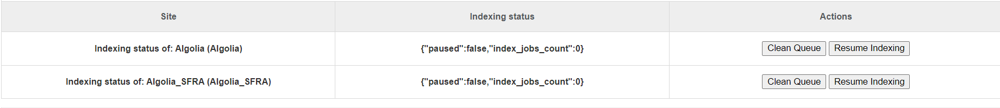 Site Indexing status Actions
Indexing status of: Algolia (Algolia) {"paused":false,"index_jobs_count":0} Clean Queue Resume Indexing
Indexing status of: Algolia_SFRA (Algolia_SFRA) {"paused":false,"index_jobs_count":0} Clean Queue Resume Indexing